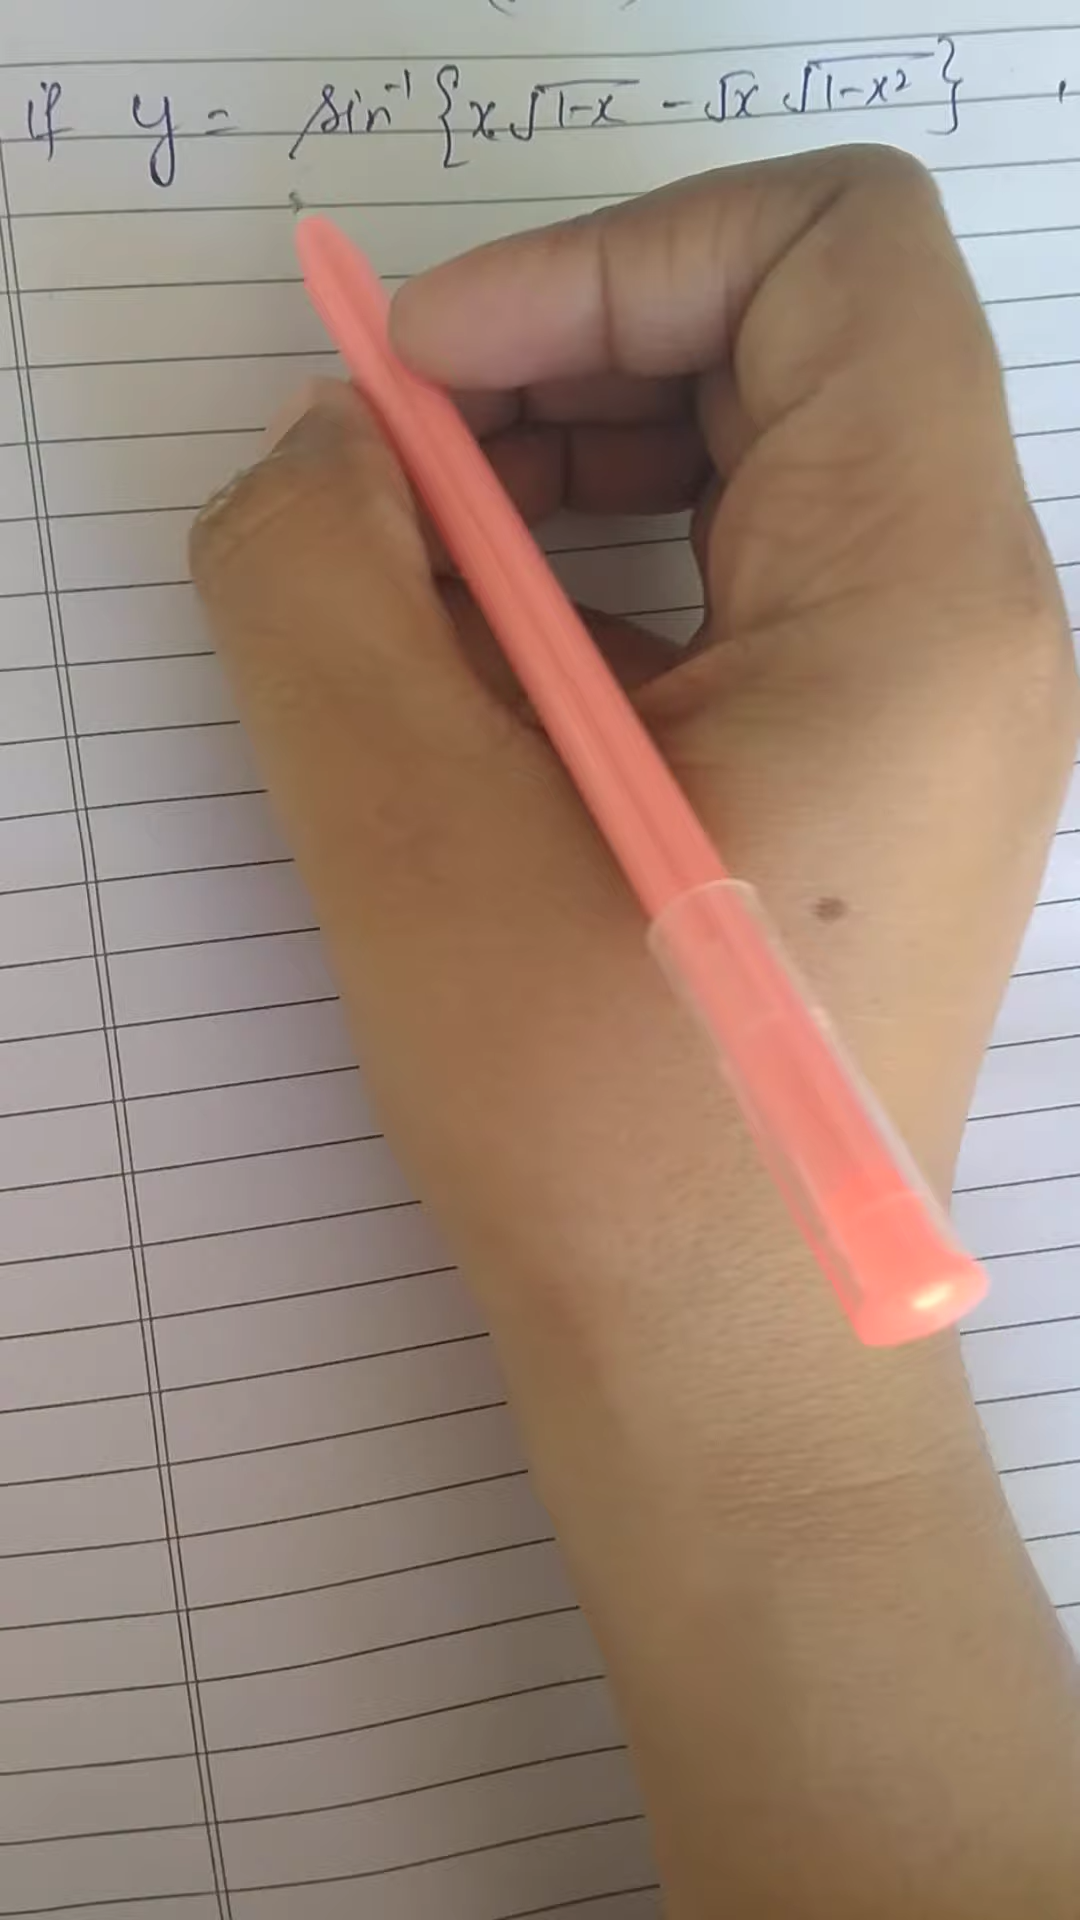 if y = sin⁻¹ {x√1-x - √x √1-x²} ,